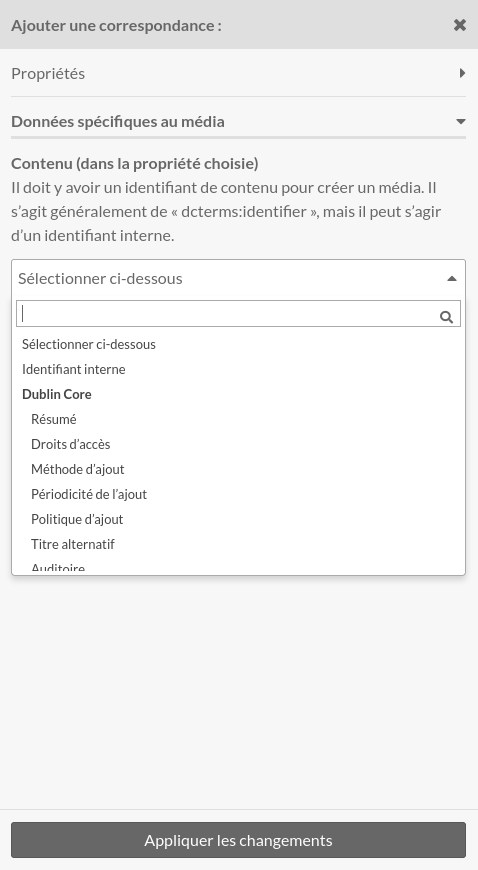 Ajouter une correspondance :
Propriétés
Données spécifiques au média
Contenu (dans la propriété choisie)
Il doit y avoir un identifiant de contenu pour créer un média. Il
s’agit généralement de « dcterms:identifier », mais il peut s’agir
d’un identifiant interne.
Sélectionner ci-dessous
Sélectionner ci-dessous
Identifiant interne
Dublin Core
Résumé
Droits d’accès
Méthode d’ajout
Périodicité de l’ajout
Politique d’ajout
Titre alternatif
Auditoire
Appliquer les changements